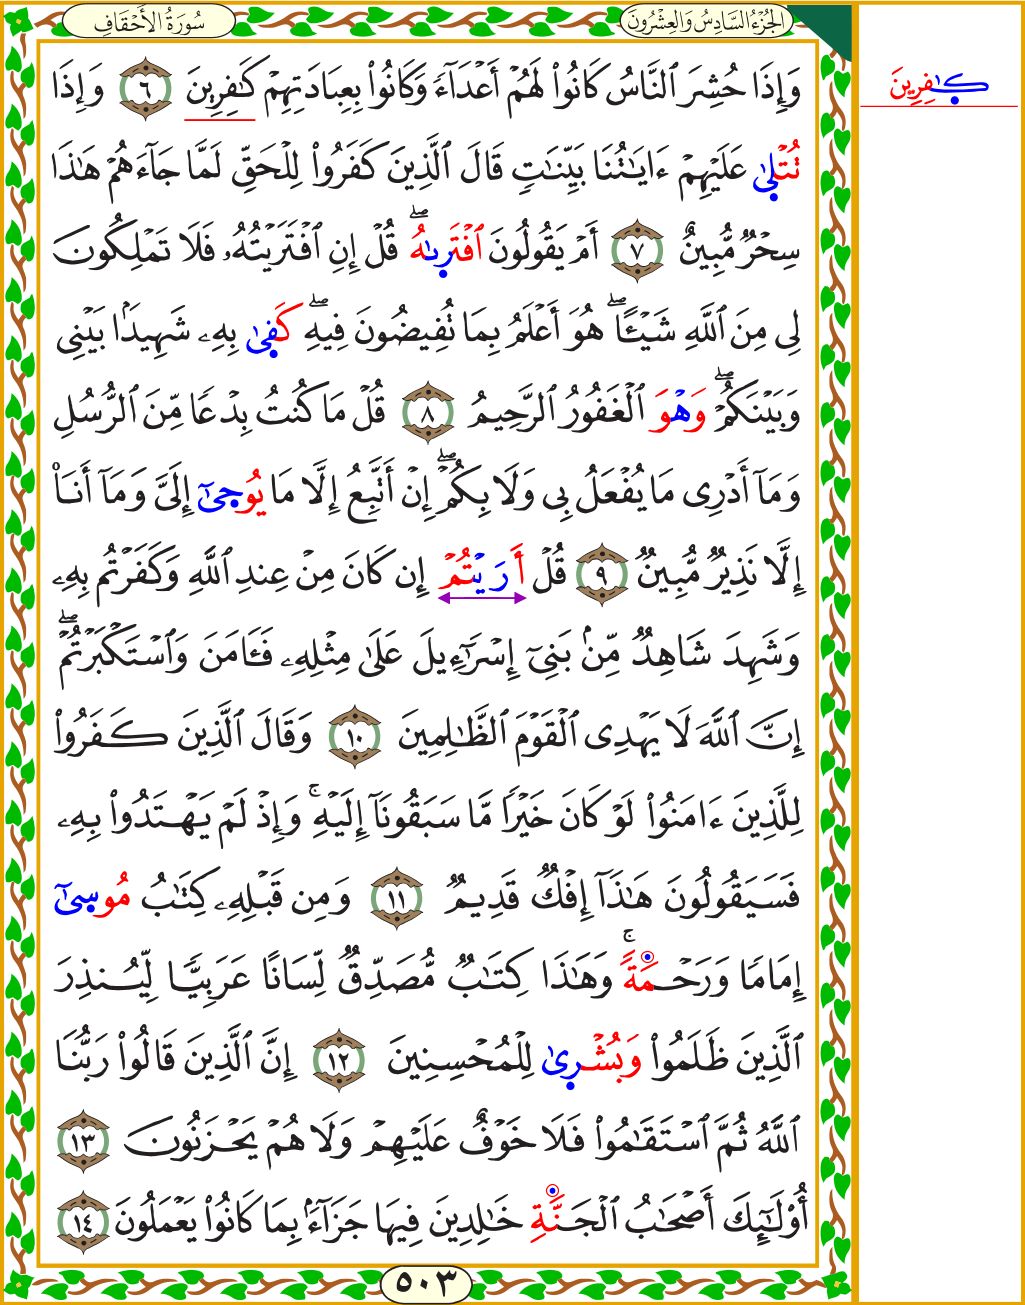 سُورَةُ الأَحْقَافِ
الجُزْءُ السَّادِسُ وَالعِشْرُونَ
كٰفِرِينَ
وَإِذَا حُشِرَ ٱلنَّاسُ كَانُوا۟ لَهُمْ أَعْدَآءً وَكَانُوا۟ بِعِبَادَتِهِمْ كَٰفِرِينَ ٦ وَإِذَا
تُتْلَىٰ عَلَيْهِمْ ءَايَٰتُنَا بَيِّنَٰتٍ قَالَ ٱلَّذِينَ كَفَرُوا۟ لِلْحَقِّ لَمَّا جَآءَهُمْ هَٰذَا
سِحْرٌ مُّبِينٌ ٧ أَمْ يَقُولُونَ ٱفْتَرِىٰهُ ۖ قُلْ إِنِ ٱفْتَرَيْتُهُۥ فَلَا تَمْلِكُونَ
لِى مِنَ ٱللَّهِ شَيْـًٔا ۖ هُوَ أَعْلَمُ بِمَا تُفِيضُونَ فِيهِ ۖ كَفِىٰ بِهِۦ شَهِيدًۢا بَيْنِى
وَبَيْنَكُمْ ۖ وَهْوَ ٱلْغَفُورُ ٱلرَّحِيمُ ٨ قُلْ مَا كُنتُ بِدْعًا مِّنَ ٱلرُّسُلِ
وَمَآ أَدْرِى مَا يُفْعَلُ بِى وَلَا بِكُمْ ۖ إِنْ أَتَّبِعُ إِلَّا مَا يُوحِىٰٓ إِلَىَّ وَمَآ أَنَا۠
إِلَّا نَذِيرٌ مُّبِينٌ ٩ قُلْ أَرَيْتُمْ إِن كَانَ مِنْ عِندِ ٱللَّهِ وَكَفَرْتُم بِهِۦ
وَشَهِدَ شَاهِدٌ مِّنۢ بَنِىٓ إِسْرَٰٓءِيلَ عَلَىٰ مِثْلِهِۦ فَـَٔامَنَ وَٱسْتَكْبَرْتُمْ ۖ
إِنَّ ٱللَّهَ لَا يَهْدِى ٱلْقَوْمَ ٱلظَّٰلِمِينَ ١٠ وَقَالَ ٱلَّذِينَ كَفَرُوا۟
لِلَّذِينَ ءَامَنُوا۟ لَوْ كَانَ خَيْرًا مَّا سَبَقُونَآ إِلَيْهِ ۚ وَإِذْ لَمْ يَهْتَدُوا۟ بِهِۦ
فَسَيَقُولُونَ هَٰذَآ إِفْكٌ قَدِيمٌ ١١ وَمِن قَبْلِهِۦ كِتَٰبُ مُوسِىٰٓ
إِمَامًا وَرَحْمَةً ۚ وَهَٰذَا كِتَٰبٌ مُّصَدِّقٌ لِّسَانًا عَرَبِيًّا لِّيُنذِرَ
ٱلَّذِينَ ظَلَمُوا۟ وَبُشْرِىٰ لِلْمُحْسِنِينَ ١٢ إِنَّ ٱلَّذِينَ قَالُوا۟ رَبُّنَا
ٱللَّهُ ثُمَّ ٱسْتَقَٰمُوا۟ فَلَا خَوْفٌ عَلَيْهِمْ وَلَا هُمْ يَحْزَنُونَ ١٣
أُو۟لَٰٓئِكَ أَصْحَٰبُ ٱلْجَنَّةِ خَٰلِدِينَ فِيهَا جَزَآءًۢ بِمَا كَانُوا۟ يَعْمَلُونَ ١٤
٥٠٣